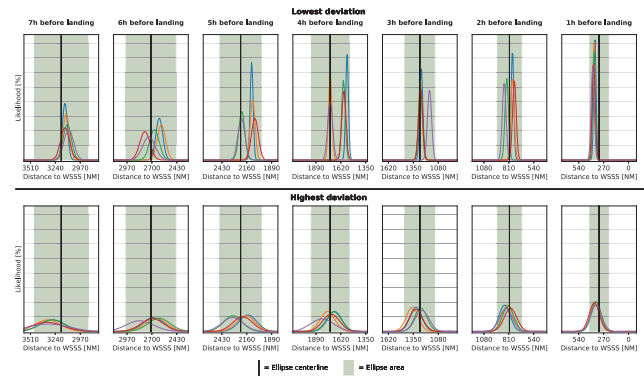 Lowest deviation
7h before landing 6h before landing 5h before landing 4h before landing 3h before landing 2h before landing 1h before landing
Likelihood [%]
3510 3240 2970 2970 2700 2430 2430 2160 1890 1890 1620 1350 1620 1350 1080 1080 810 540 540 270 0
Distance to WSSS [NM] Distance to WSSS [NM] Distance to WSSS [NM] Distance to WSSS [NM] Distance to WSSS [NM] Distance to WSSS [NM] Distance to WSSS [NM]
Highest deviation
Likelihood [%]
3510 3240 2970 2970 2700 2430 2430 2160 1890 1890 1620 1350 1620 1350 1080 1080 810 540 540 270 0
Distance to WSSS [NM] Distance to WSSS [NM] Distance to WSSS [NM] Distance to WSSS [NM] Distance to WSSS [NM] Distance to WSSS [NM] Distance to WSSS [NM]
= Ellipse centerline = Ellipse area